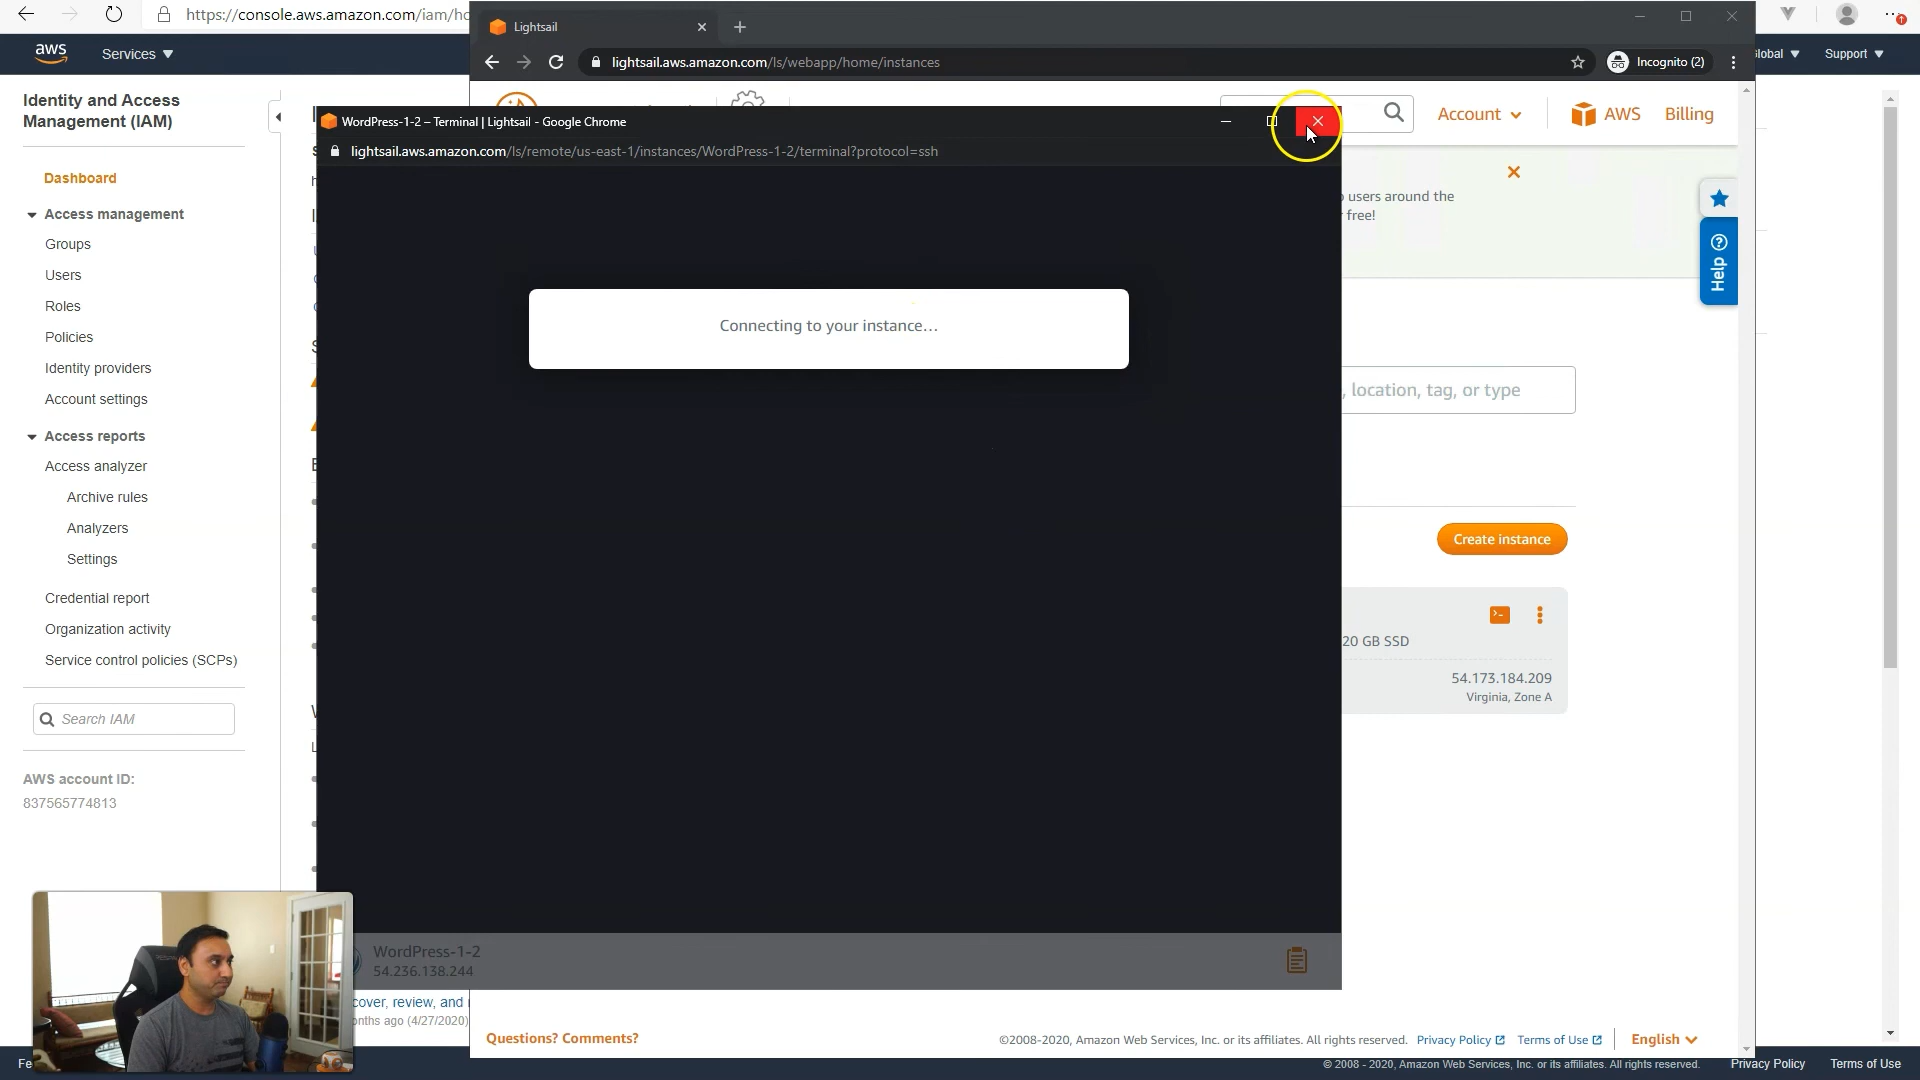 https://console.aws.amazon.com/iam/ho
aws
Services
Global
Support
Identity and Access
Management (IAM)
Dashboard
Access management
Groups
Users
Roles
Policies
Identity providers
Account settings
Access reports
Access analyzer
Archive rules
Analyzers
Settings
Credential report
Organization activity
Service control policies (SCPs)
Search IAM
AWS account ID:
837565774813
Lightsail
lightsail.aws.amazon.com/ls/webapp/home/instances
Incognito (2)
Account
AWS
Billing
WordPress-1-2 – Terminal | Lightsail - Google Chrome
lightsail.aws.amazon.com/ls/remote/us-east-1/instances/WordPress-1-2/terminal?protocol=ssh
Connecting to your instance...
users around the
free!
Help
, location, tag, or type
Create instance
20 GB SSD
54.173.184.209
Virginia, Zone A
WordPress-1-2
54.236.138.244
cover, review, and
onths ago (4/27/2020)
Questions? Comments?
©2008-2020, Amazon Web Services, Inc. or its affiliates. All rights reserved.
Privacy Policy
Terms of Use
English
Fe
© 2008 - 2020, Amazon Web Services, Inc. or its affiliates. All rights reserved.
Privacy Policy
Terms of Use